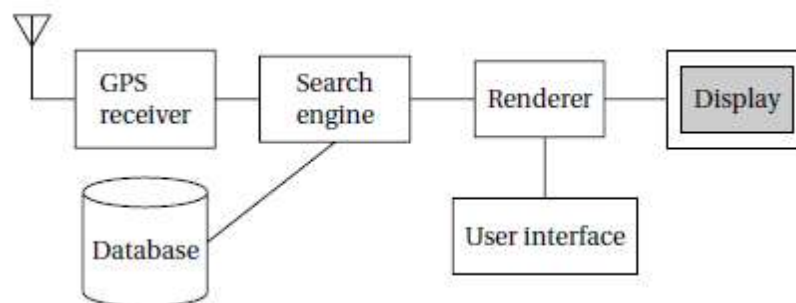 GPS
receiver
Search
engine
Renderer
Display
Database
User interface